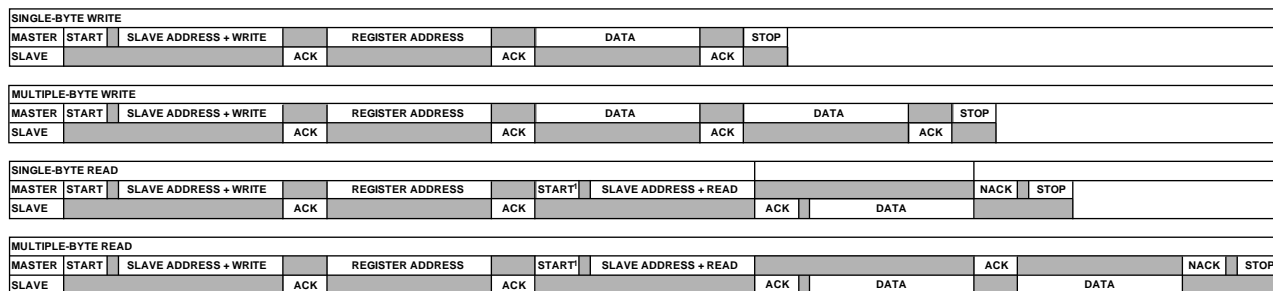 SINGLE-BYTE WRITE
MASTER START SLAVE ADDRESS + WRITE REGISTER ADDRESS DATA STOP
SLAVE ACK ACK ACK
MULTIPLE-BYTE WRITE
MASTER START SLAVE ADDRESS + WRITE REGISTER ADDRESS DATA DATA STOP
SLAVE ACK ACK ACK ACK
SINGLE-BYTE READ
MASTER START SLAVE ADDRESS + WRITE REGISTER ADDRESS START1 SLAVE ADDRESS + READ NACK STOP
SLAVE ACK ACK ACK DATA
MULTIPLE-BYTE READ
MASTER START SLAVE ADDRESS + WRITE REGISTER ADDRESS START1 SLAVE ADDRESS + READ ACK NACK STOP
SLAVE ACK ACK ACK DATA DATA